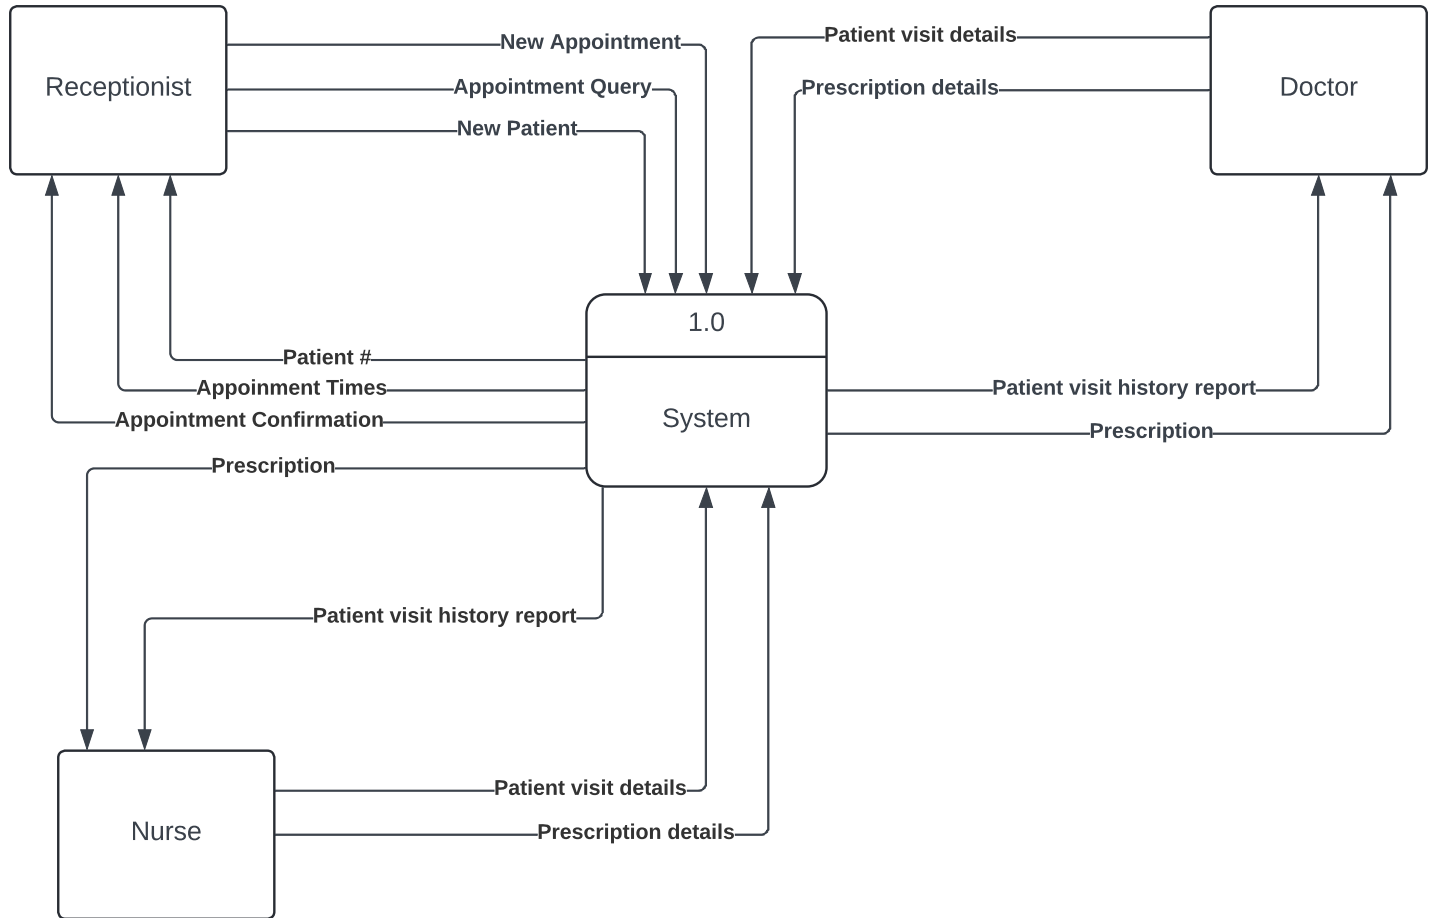 New Appointment
Patient visit details
Receptionist
Appointment Query
Prescription details
Doctor
New Patient
1.0
Patient #
Appoinment Times
Patient visit history report
Appointment Confirmation
System
Prescription
Prescription
Patient visit history report
Patient visit details
Nurse
Prescription details